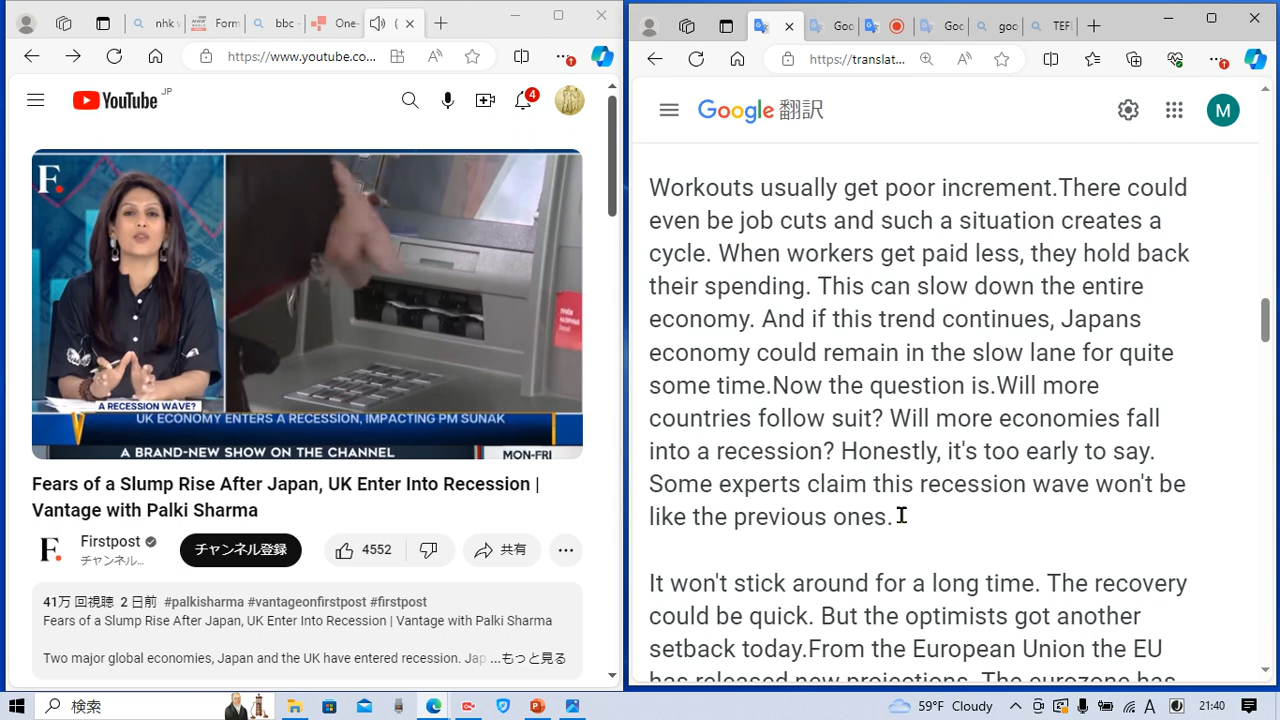 nhk
Form
bbc
One-
(
Goc
Goc
goo
TEFL
https://www.youtube.co...
https://translat...
YouTube
JP
4
Google 翻訳
M
F.
A RECESSION WAVE?
UK ECONOMY ENTERS A RECESSION, IMPACTING PM SUNAK
A BRAND-NEW SHOW ON THE CHANNEL
MON-FRI
Fears of a Slump Rise After Japan, UK Enter Into Recession |
Vantage with Palki Sharma
F.
Firstpost
チャンネル...
チャンネル登録
4552
共有
41万 回視聴 2 日前 #palkisharma #vantageonfirstpost #firstpost
Fears of a Slump Rise After Japan, UK Enter Into Recession | Vantage with Palki Sharma
Two major global economies, Japan and the UK have entered recession. Jap ...もっと見る
Workouts usually get poor increment.There could
even be job cuts and such a situation creates a
cycle. When workers get paid less, they hold back
their spending. This can slow down the entire
economy. And if this trend continues, Japans
economy could remain in the slow lane for quite
some time.Now the question is.Will more
countries follow suit? Will more economies fall
into a recession? Honestly, it's too early to say.
Some experts claim this recession wave won't be
like the previous ones.
It won't stick around for a long time. The recovery
could be quick. But the optimists got another
setback today.From the European Union the EU
has released new projections. The eurozone has
検索
59°F Cloudy
A
21:40